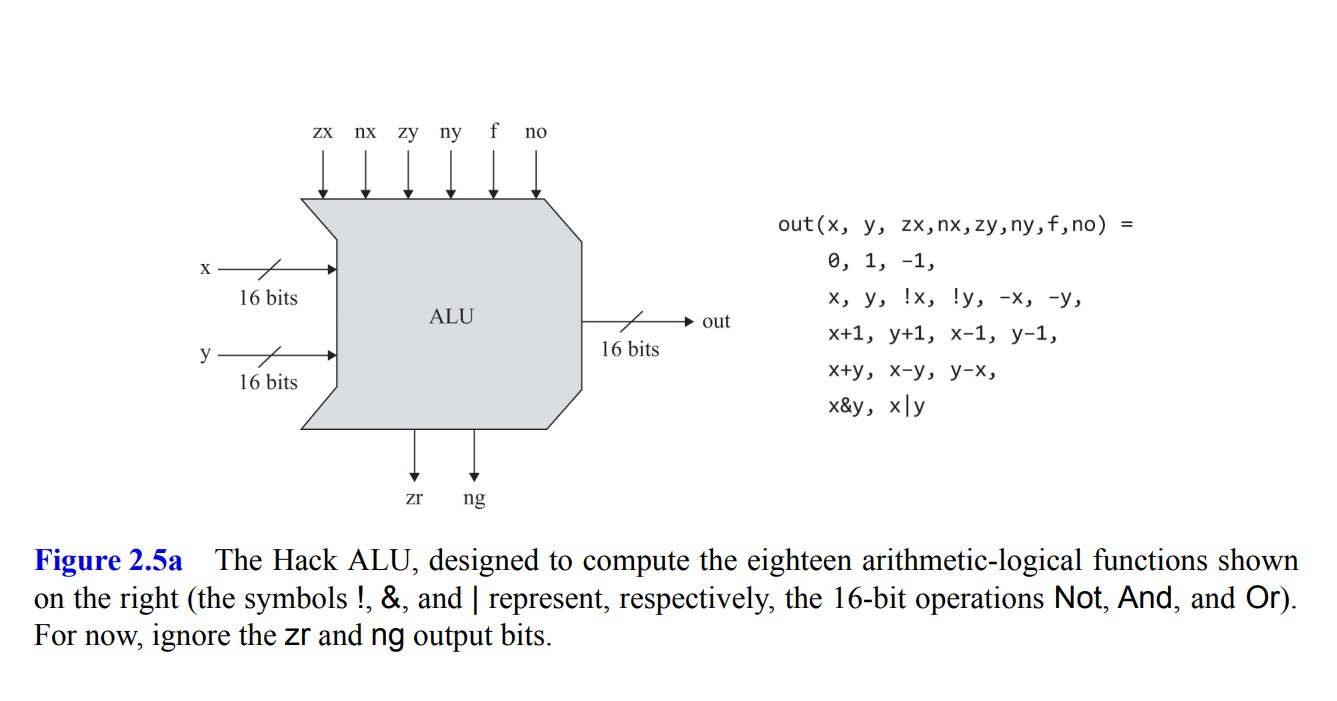 zx nx zy ny f no
out(x, y, zx,nx,zy,ny,f,no) =
0, 1, -1,
x
16 bits
x, y, !x, !y, -x, -y,
ALU
out
x+1, y+1, x-1, y-1,
y
16 bits
16 bits
x+y, x-y, y-x,
x&y, x|y
zr ng
Figure 2.5a The Hack ALU, designed to compute the eighteen arithmetic-logical functions shown
on the right (the symbols !, &, and | represent, respectively, the 16-bit operations Not, And, and Or).
For now, ignore the zr and ng output bits.